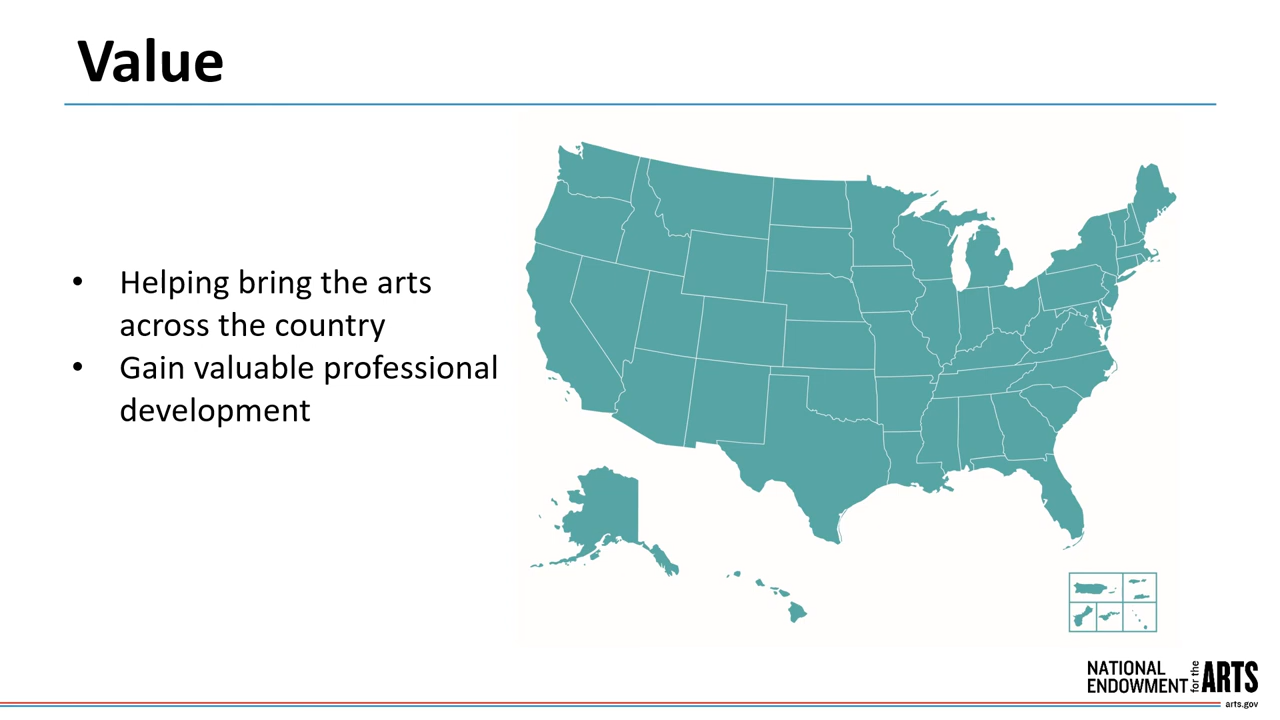 Value
• Helping bring the arts
across the country
• Gain valuable professional
development
NATIONAL
ENDOWMENT
for the
ARTS
arts.gov